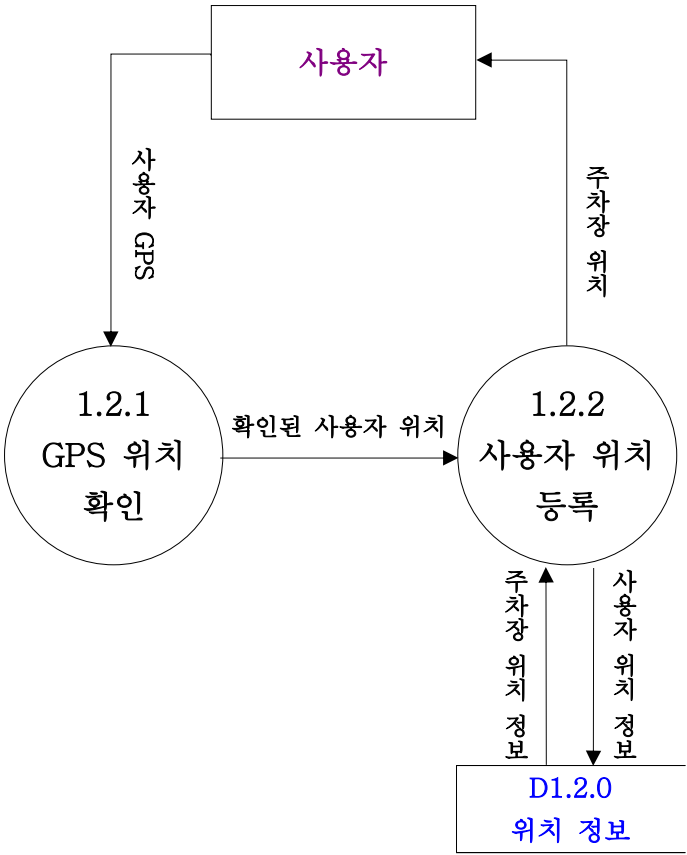 사용자
사용자 GPS
주차장 위치
1.2.1
GPS 위치
확인
확인된 사용자 위치
1.2.2
사용자 위치
등록
주차장 위치 정보
사용자 위치 정보
D1.2.0
위치 정보